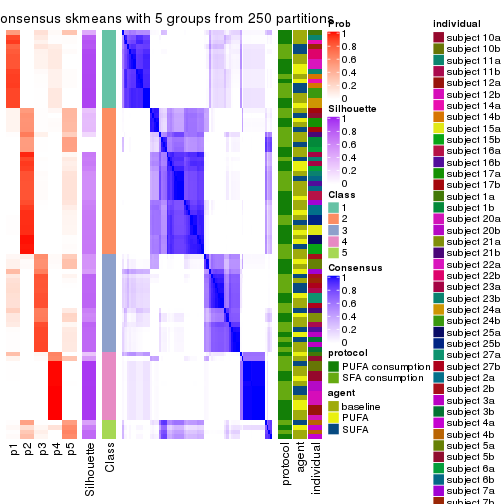 onsensus skmeans with 5 groups from 250 partitions
Prob
1
0.8
0.6
0.4
0.2
0
Silhouette
1
0.8
0.6
0.4
0.2
0
Class
1
2
3
4
5
Consensus
1
0.8
0.6
0.4
0.2
0
protocol
PUFA consumption
SFA consumption
agent
baseline
PUFA
SUFA
individual
subject 10a
subject 10b
subject 11a
subject 11b
subject 12a
subject 12b
subject 14a
subject 14b
subject 15a
subject 15b
subject 16a
subject 16b
subject 17a
subject 17b
subject 1a
subject 1b
subject 20a
subject 20b
subject 21a
subject 21b
subject 22a
subject 22b
subject 23a
subject 23b
subject 24a
subject 24b
subject 25a
subject 25b
subject 27a
subject 27b
subject 2a
subject 2b
subject 3a
subject 3b
subject 4a
subject 4b
subject 5a
subject 5b
subject 6a
subject 6b
subject 7a
subject 7b
p1
p2
p3
p4
p5
Silhouette
Class
protocol
agent
individual